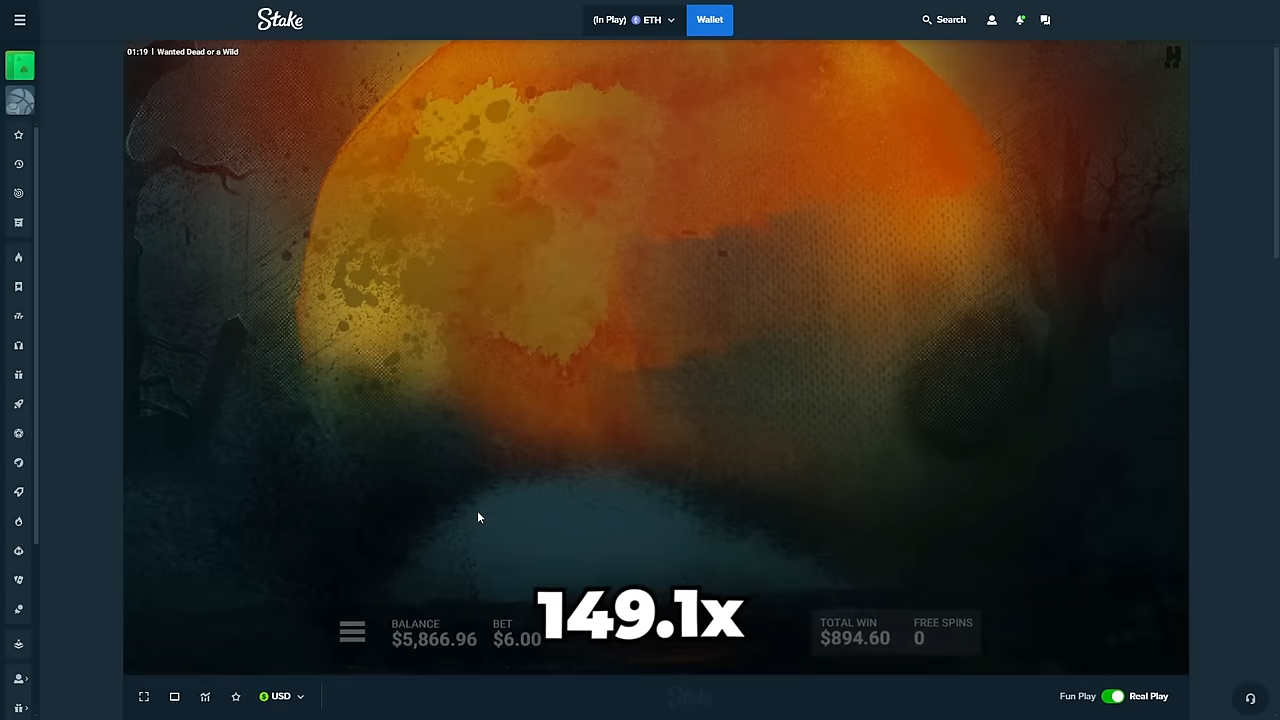 Stake
(In Play) ETH
Wallet
Search
01:19 | Wanted Dead or a Wild
BALANCE
$5,866.96
BET
$6.00
149.1x
TOTAL WIN
$894.60
FREE SPINS
0
USD
Stake
Fun Play
Real Play